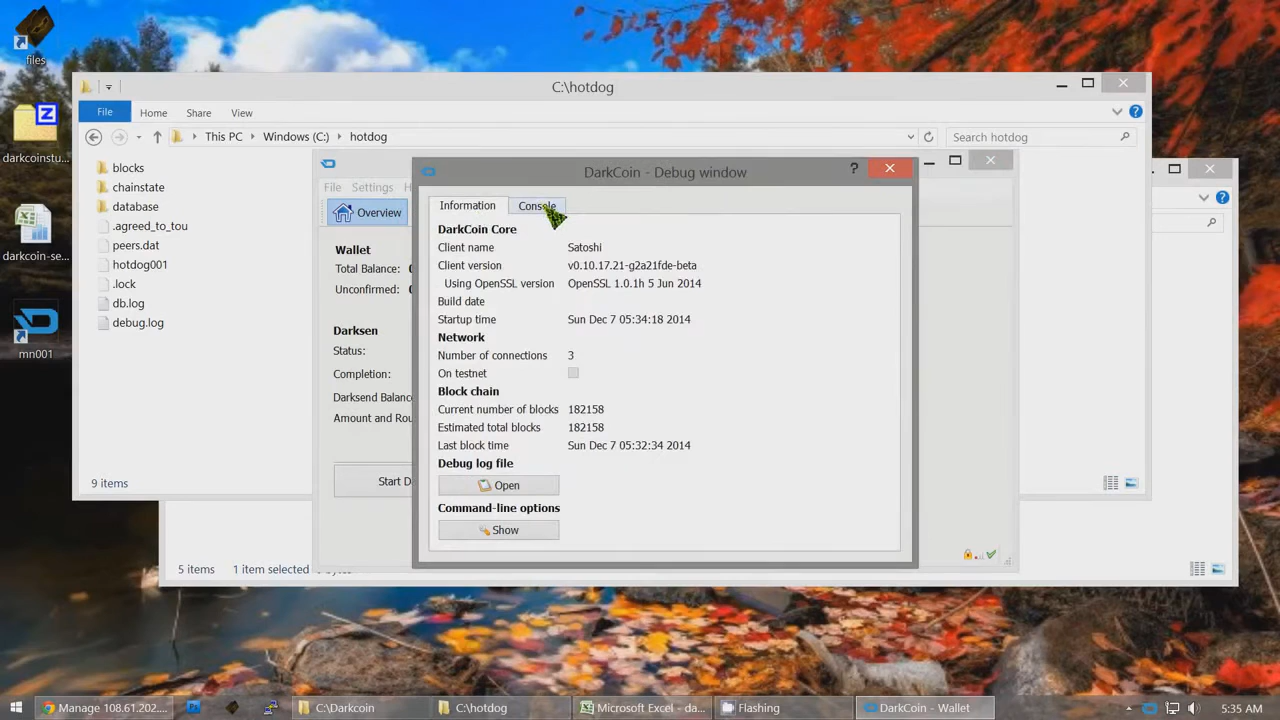 files
darkcoinstu...
darkcoin-se...
mn001
C:\hotdog
File Home Share View
This PC Windows (C:) hotdog
Search hotdog
blocks
chainstate
database
.agreed_to_tou
peers.dat
hotdog001
.lock
db.log
debug.log
9 items
File Settings H
Overview
Wallet
Total Balance:
Unconfirmed:
Darksen
Status:
Completion:
Darksend Balanc
Amount and Rou
Start D
DarkCoin - Debug window
Information Console
DarkCoin Core
Client name Satoshi
Client version v0.10.17.21-g2a21fde-beta
Using OpenSSL version OpenSSL 1.0.1h 5 Jun 2014
Build date
Startup time Sun Dec 7 05:34:18 2014
Network
Number of connections 3
On testnet
Block chain
Current number of blocks 182158
Estimated total blocks 182158
Last block time Sun Dec 7 05:32:34 2014
Debug log file
Open
Command-line options
Show
5 items 1 item selected
Manage 108.61.202.... C:\Darkcoin C:\hotdog Microsoft Excel - da... Flashing DarkCoin - Wallet 5:35 AM